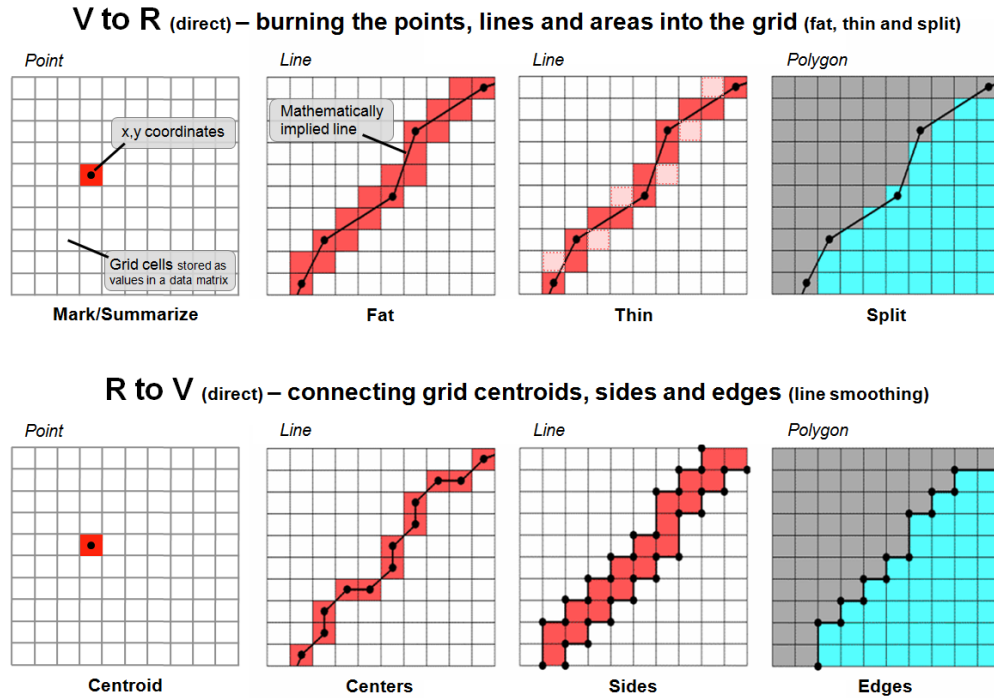 V to R (direct) – burning the points, lines and areas into the grid (fat, thin and split)
Point
Line
Line
Polygon
x,y coordinates
Mathematically
implied line
Grid cells stored as
values in a data matrix
Mark/Summarize
Fat
Thin
Split
R to V (direct) – connecting grid centroids, sides and edges (line smoothing)
Point
Line
Line
Polygon
Centroid
Centers
Sides
Edges